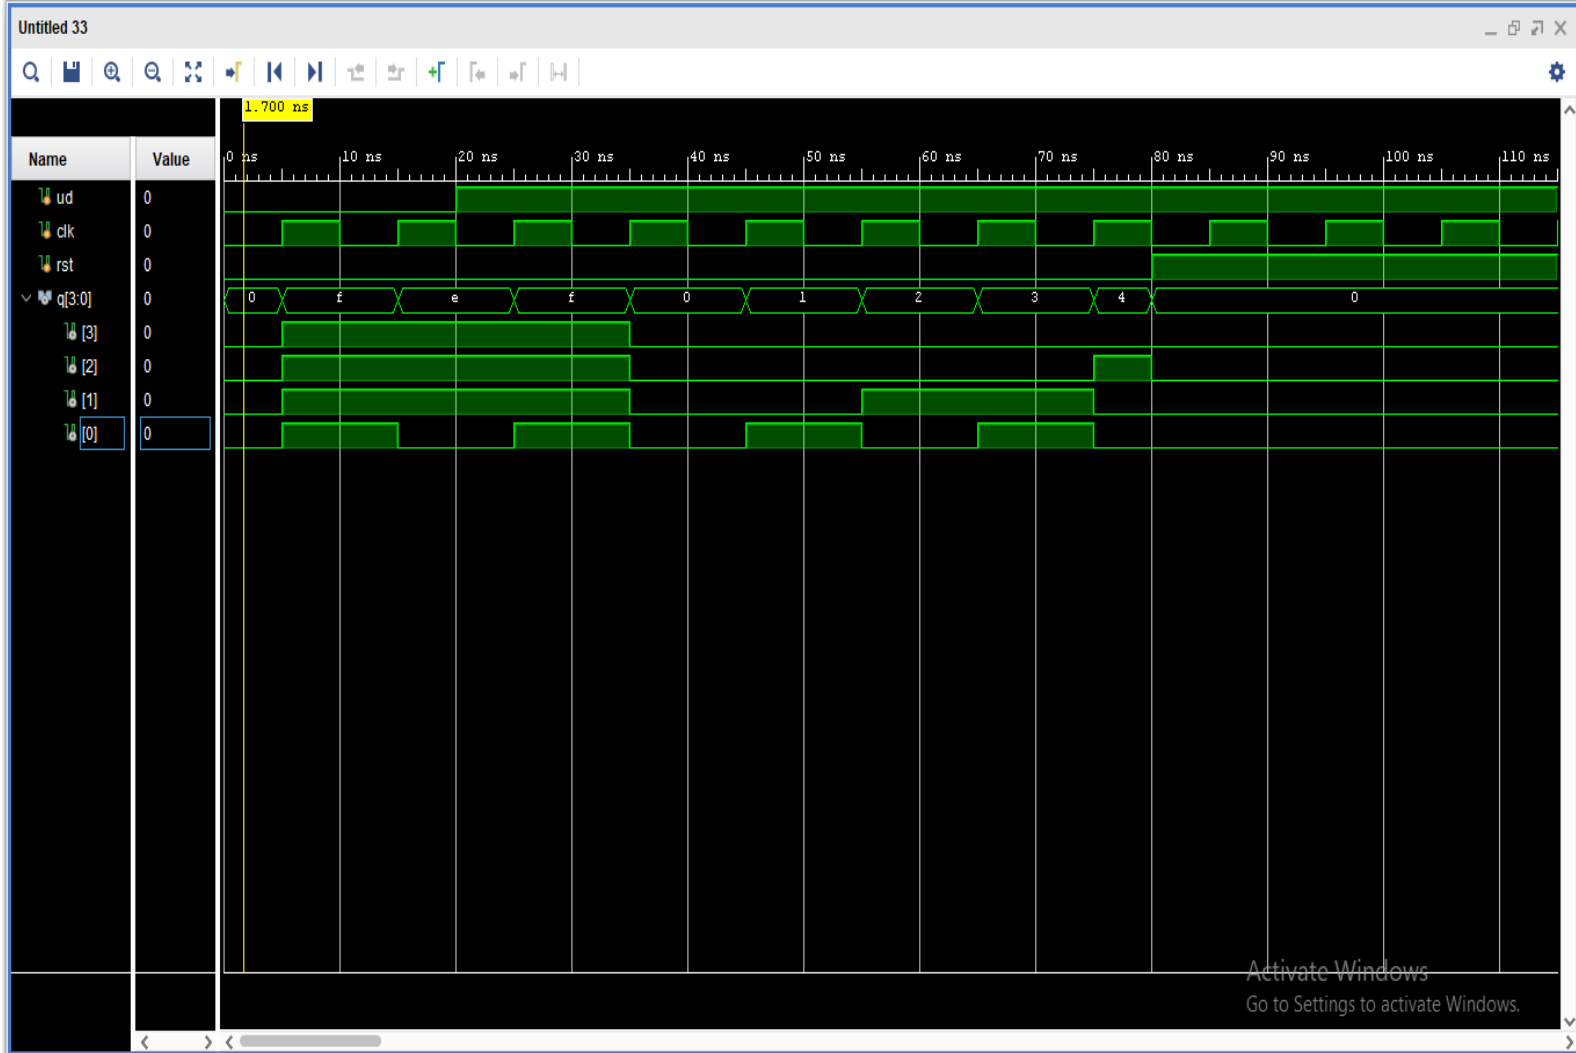 Untitled 33
1.700 ns
Name Value 0 ns 10 ns 20 ns 30 ns 40 ns 50 ns 60 ns 70 ns 80 ns 90 ns 100 ns 110 ns
ud 0
clk 0
rst 0
q[3:0] 0 0 f e f 0 1 2 3 4 0
[3] 0
[2] 0
[1] 0
[0] 0
Activate Windows
Go to Settings to activate Windows.